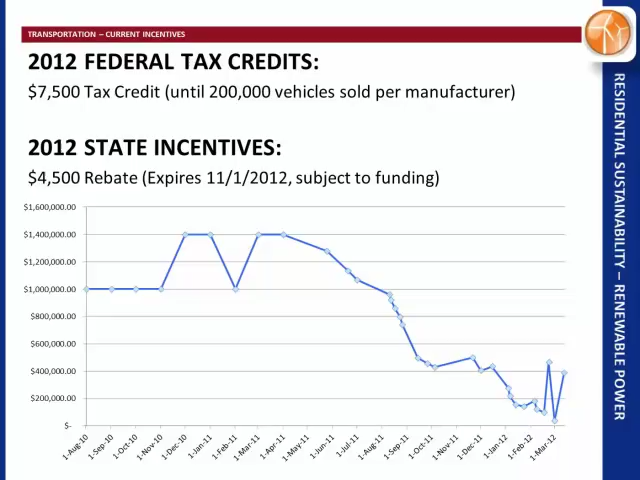 TRANSPORTATION – CURRENT INCENTIVES
2012 FEDERAL TAX CREDITS:
$7,500 Tax Credit (until 200,000 vehicles sold per manufacturer)
2012 STATE INCENTIVES:
$4,500 Rebate (Expires 11/1/2012, subject to funding)
$1,600,000.00
$1,400,000.00
$1,200,000.00
$1,000,000.00
$800,000.00
$600,000.00
$400,000.00
$200,000.00
$-
1-Aug-10
1-Sep-10
1-Oct-10
1-Nov-10
1-Dec-10
1-Jan-11
1-Feb-11
1-Mar-11
1-Apr-11
1-May-11
1-Jun-11
1-Jul-11
1-Aug-11
1-Sep-11
1-Oct-11
1-Nov-11
1-Dec-11
1-Jan-12
1-Feb-12
1-Mar-12
RESIDENTIAL SUSTAINABILITY – RENEWABLE POWER